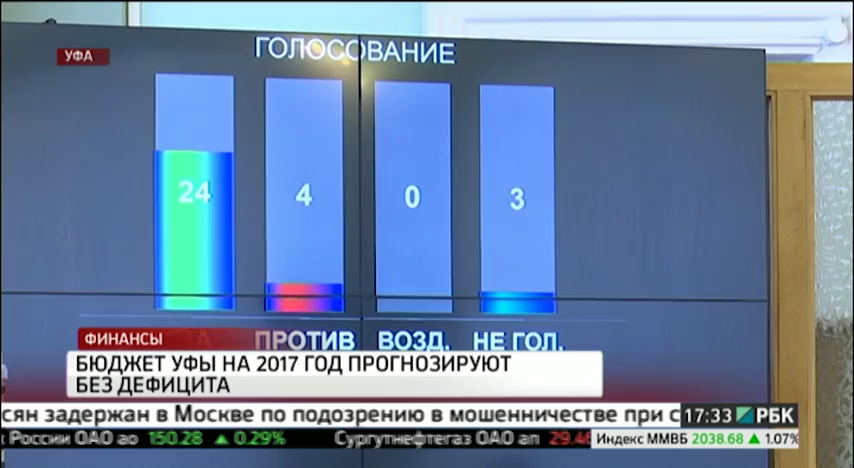 УФА
ГОЛОСОВАНИЕ
24 4 0 3
ПРОТИВ ВОЗД. НЕ ГОЛ.
ФИНАНСЫ
БЮДЖЕТ УФЫ НА 2017 ГОД ПРОГНОЗИРУЮТ
БЕЗ ДЕФИЦИТА
сян задержан в Москве по подозрению в мошенничестве при с 17:33 РБК
к России ОАО ао 150.28 ▲ 0.29% Сургутнефтегаз ОАО ап 29.46 Индекс ММВБ 2038.68 ▲ 1.07%